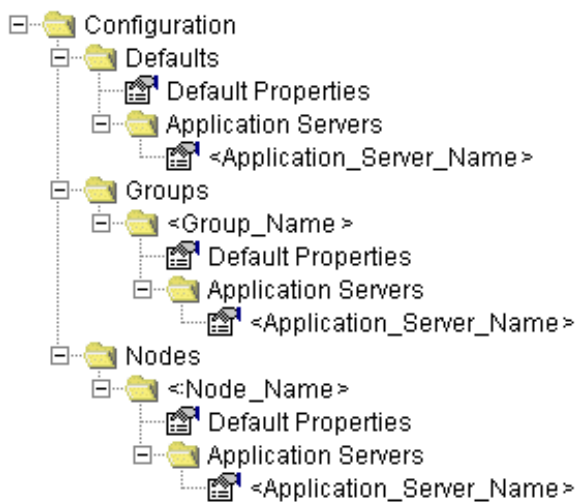 Configuration
Defaults
Default Properties
Application Servers
<Application_Server_Name>
Groups
<Group_Name>
Default Properties
Application Servers
<Application_Server_Name>
Nodes
<Node_Name>
Default Properties
Application Servers
<Application_Server_Name>